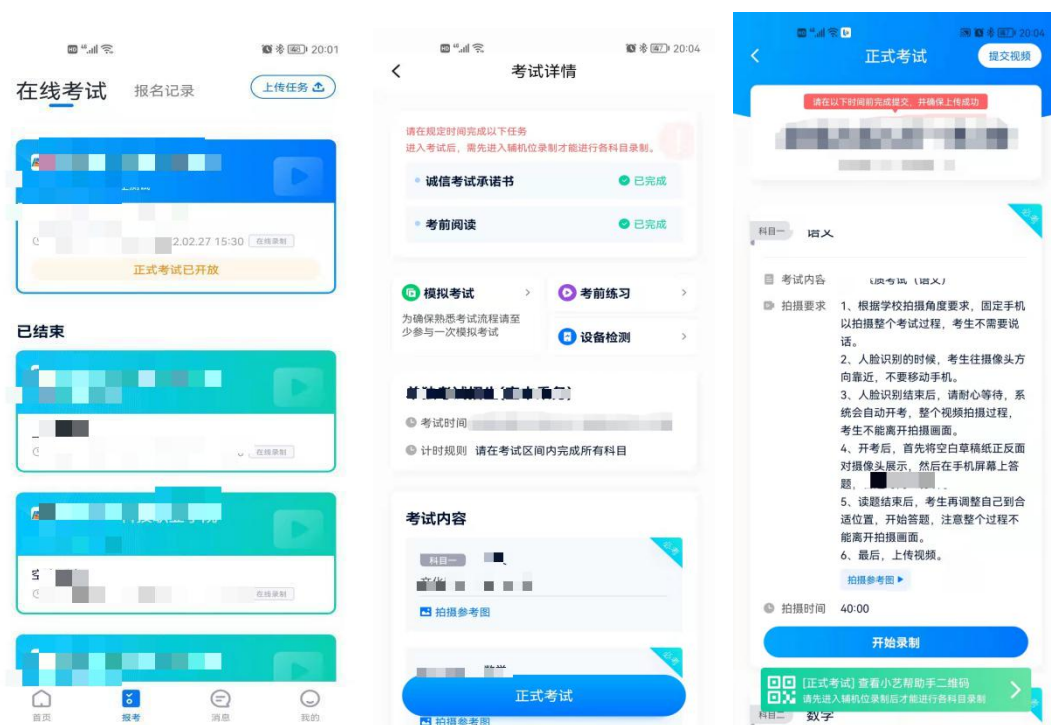 20:01
在线考试
报名记录
上传任务
2.02.27 15:30
在线录制
正式考试已开放
已结束
在线录制
在线录制
首页
报考
消息
我的
20:04
考试详情
请在规定时间完成以下任务
进入考试后，需先进入辅机位录制才能进行各科目录制。
诚信考试承诺书
已完成
考前阅读
已完成
模拟考试
为确保熟悉考试流程请至
少参与一次模拟考试
考前练习
设备检测
考试时间
计时规则 请在考试区间内完成所有科目
考试内容
必考
科目一
拍摄参考图
必考
正式考试
拍摄参考图
20:04
正式考试
提交视频
请在以下时间前完成提交，并确保上传成功
必考
科目一
语文
考试内容
质考试（语文）
拍摄要求
1、根据学校拍摄角度要求，固定手机
以拍摄整个考试过程，考生不需要说
话。
2、人脸识别的时候，考生往摄像头方
向靠近，不要移动手机。
3、人脸识别结束后，请耐心等待，系
统会自动开考，整个视频拍摄过程，
考生不能离开拍摄画面。
4、开考后，首先将空白草稿纸正反面
对摄像头展示，然后在手机屏幕上答
题，
5、读题结束后，考生再调整自己到合
适位置，开始答题，注意整个过程不
能离开拍摄画面。
6、最后，上传视频。
拍摄参考图
拍摄时间 40:00
开始录制
[正式考试] 查看小艺帮助手二维码
请先进入辅机位录制后才能进行各科目录制
科目二
数学